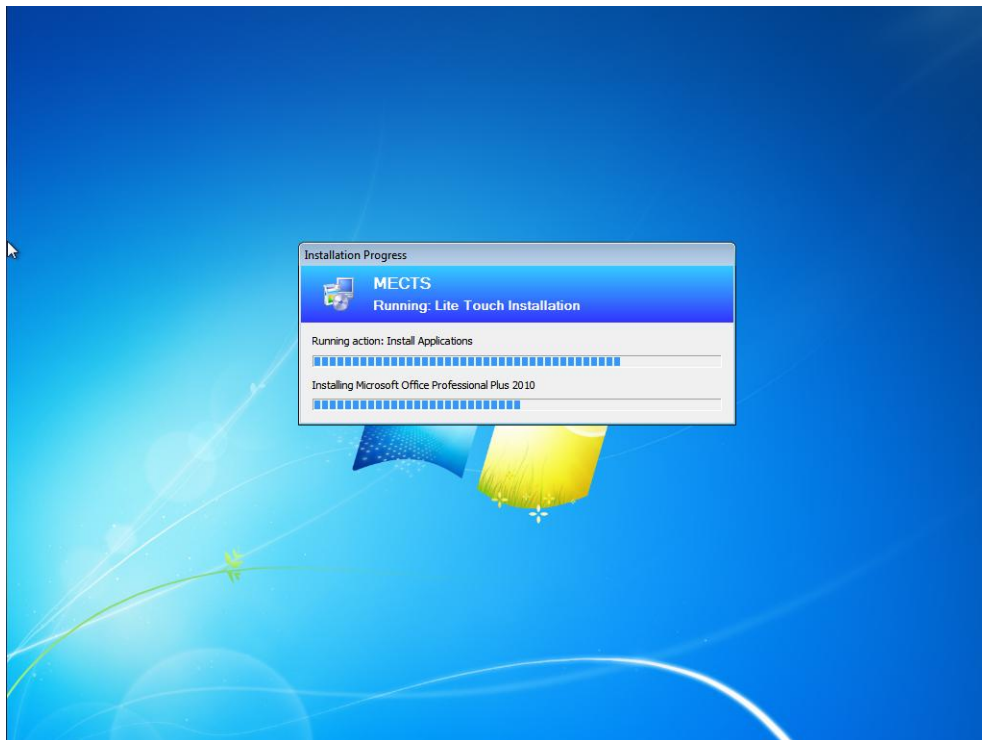 Installation Progress
MECTS
Running: Lite Touch Installation
Running action: Install Applications
Installing Microsoft Office Professional Plus 2010